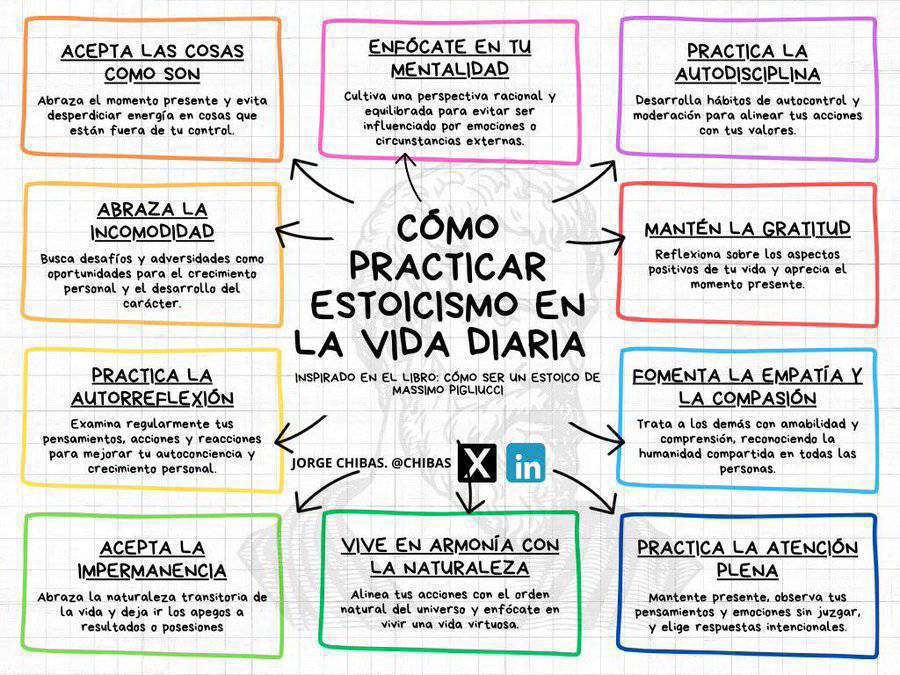 ACEPTA LAS COSAS
COMO SON
Abraza el momento presente y evita
desperdiciar energía en cosas que
están fuera de tu control.
ENFÓCATE EN TU
MENTALIDAD
Cultiva una perspectiva racional y
equilibrada para evitar ser
influenciado por emociones o
circunstancias externas.
PRACTICA LA
AUTODISCIPLINA
Desarrolla hábitos de autocontrol y
moderación para alinear tus acciones
con tus valores.
ABRAZA LA
INCOMODIDAD
Busca desafíos y adversidades como
oportunidades para el crecimiento
personal y el desarrollo del
carácter.
CÓMO
PRACTICAR
ESTOICISMO EN
LA VIDA DIARIA
INSPIRADO EN EL LIBRO: CÓMO SER UN ESTOICO DE
MASSIMO PIGLIUCCI
MANTÉN LA GRATITUD
Reflexiona sobre los aspectos
positivos de tu vida y aprecia el
momento presente.
PRACTICA LA
AUTORREFLEXIÓN
Examina regularmente tus
pensamientos, acciones y reacciones
para mejorar tu autoconciencia y
crecimiento personal.
JORGE CHIBAS. @CHIBAS X in
FOMENTA LA EMPATÍA Y
LA COMPASIÓN
Trata a los demás con amabilidad y
comprensión, reconociendo la
humanidad compartida en todas las
personas.
ACEPTA LA
IMPERMANENCIA
Abraza la naturaleza transitoria de
la vida y deja ir los apegos a
resultados o posesiones
VIVE EN ARMONÍA CON
LA NATURALEZA
Alinea tus acciones con el orden
natural del universo y enfócate en
vivir una vida virtuosa.
PRACTICA LA ATENCIÓN
PLENA
Mantente presente, observa tus
pensamientos y emociones sin juzgar,
y elige respuestas intencionales.